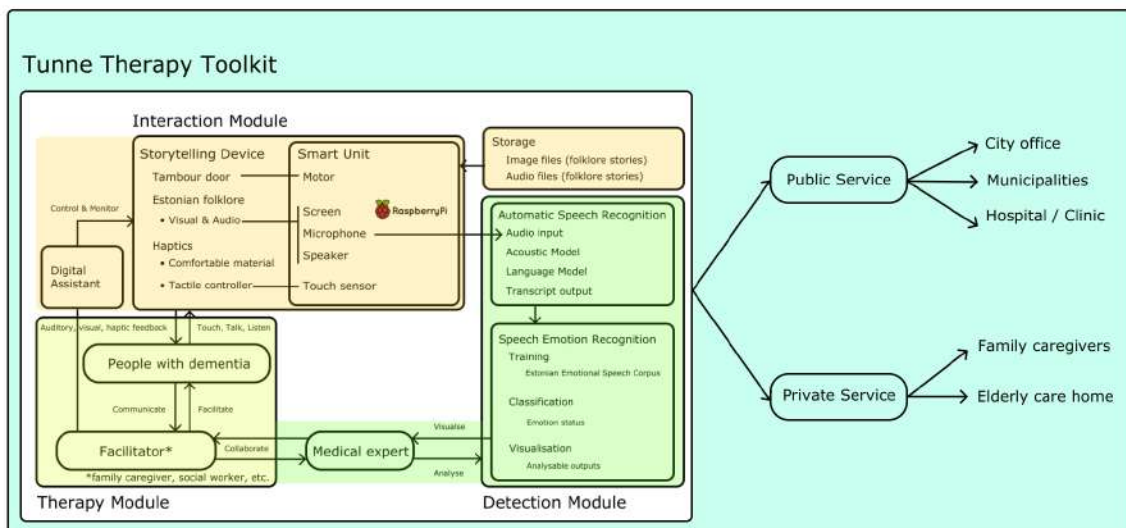 Tunne Therapy Toolkit
Interaction Module
Storytelling Device
Tambour door
Estonian folklore
• Visual & Audio
Haptics
• Comfortable material
• Tactile controller
Smart Unit
Motor
Screen
Microphone
Speaker
Touch sensor
RaspberryPi
Storage
Image files (folklore stories)
Audio files (folklore stories)
Control & Monitor
Digital
Assistant
Automatic Speech Recognition
Audio input
Acoustic Model
Language Model
Transcript output
Speech Emotion Recognition
Training
Estonian Emotional Speech Corpus
Classification
Emotion status
Visualisation
Analysable outputs
Auditory, visual, haptic feedback
Touch, Talk, Listen
People with dementia
Communicate
Facilitate
Facilitator*
*family caregiver, social worker, etc.
Collaborate
Medical expert
Visualse
Analyse
Therapy Module
Detection Module
Public Service
City office
Municipalities
Hospital / Clinic
Private Service
Family caregivers
Elderly care home